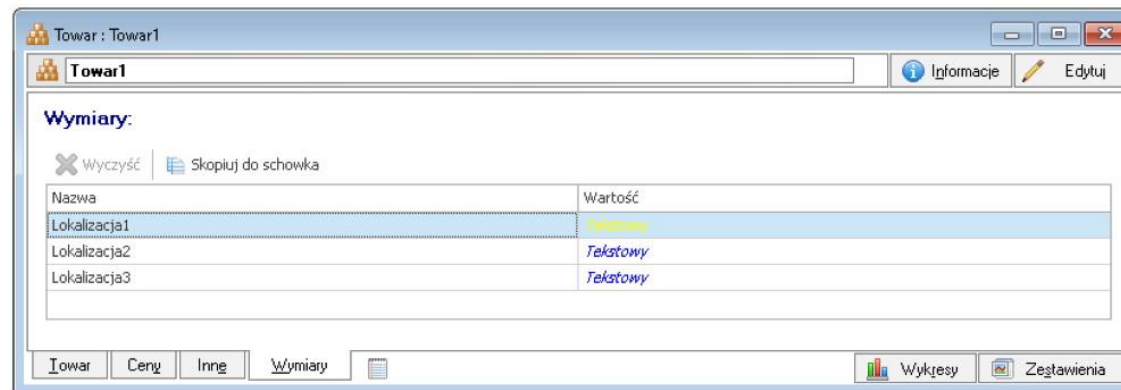 Towar : Towar1
Towar1
Informacje
Edytuj
Wymiary:
Wyczyść
Skopiuj do schowka
Nazwa Wartość
Lokalizacja1 Tekstowy
Lokalizacja2 Tekstowy
Lokalizacja3 Tekstowy
Towar Ceny Inne Wymiary Wykresy Zestawienia